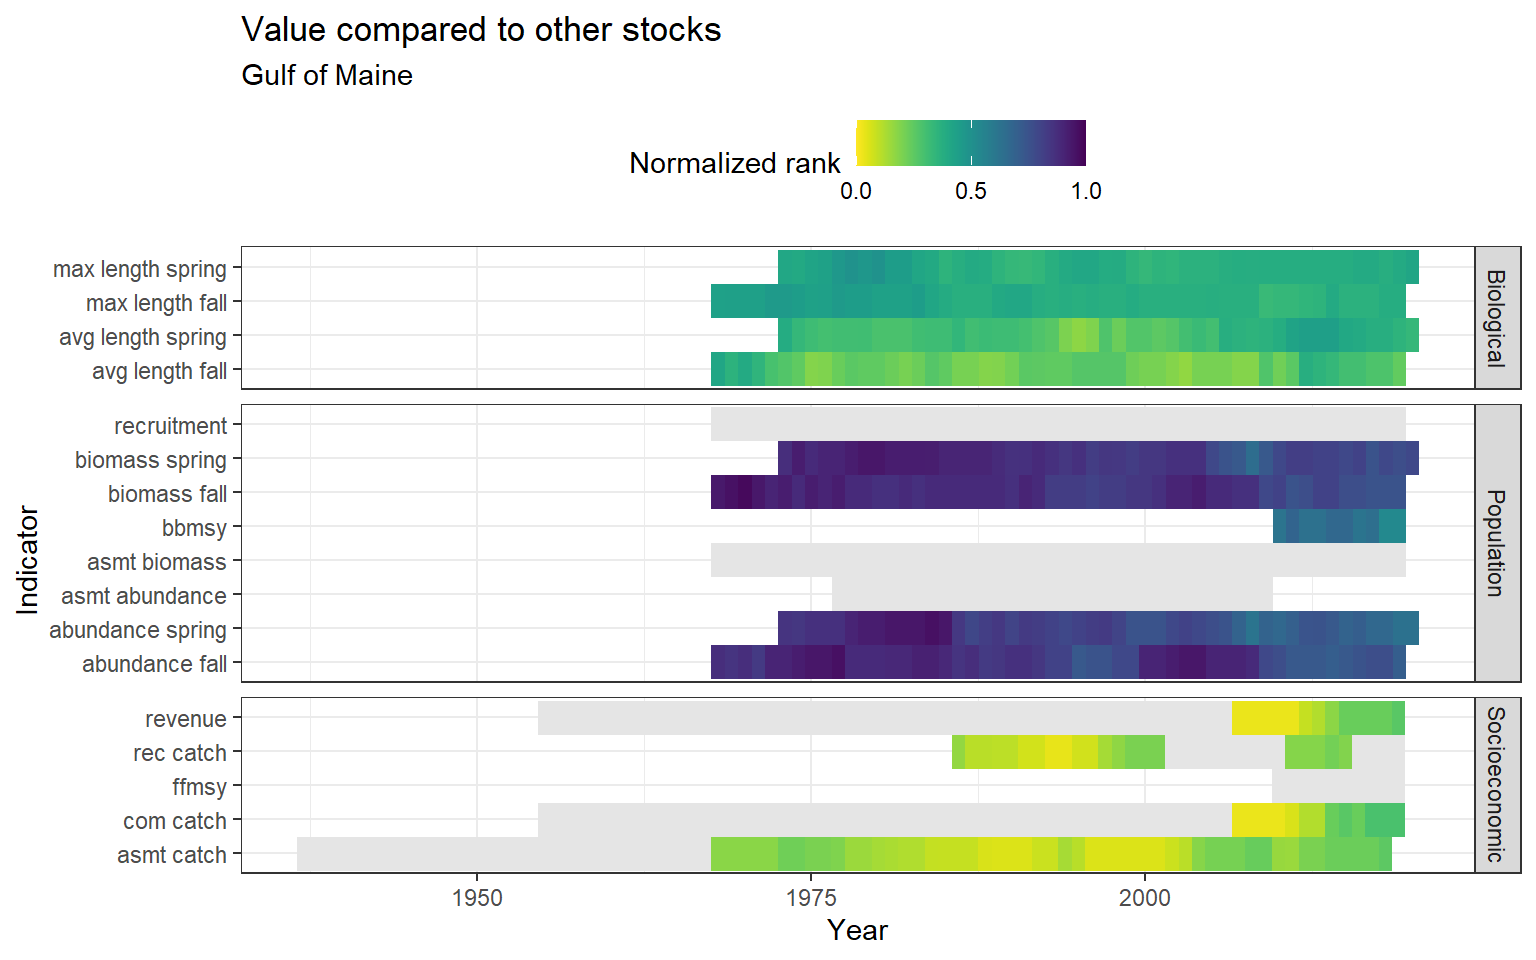 Value compared to other stocks
Gulf of Maine
Normalized rank
0.0 0.5 1.0
max length spring
max length fall
avg length spring
avg length fall
Biological
recruitment
biomass spring
biomass fall
bbmsy
asmt biomass
asmt abundance
abundance spring
abundance fall
Population
revenue
rec catch
ffmsy
com catch
asmt catch
Socioeconomic
Indicator
1950 1975 2000
Year